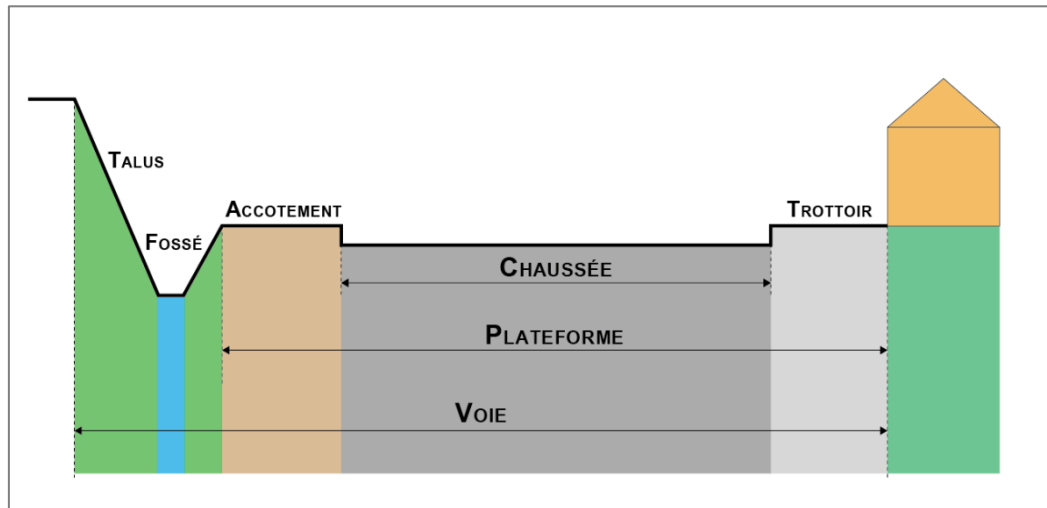 TALUS
ACCOTEMENT
TROTTOIR
FOSSÉ
CHAUSSÉE
PLATEFORME
VOIE